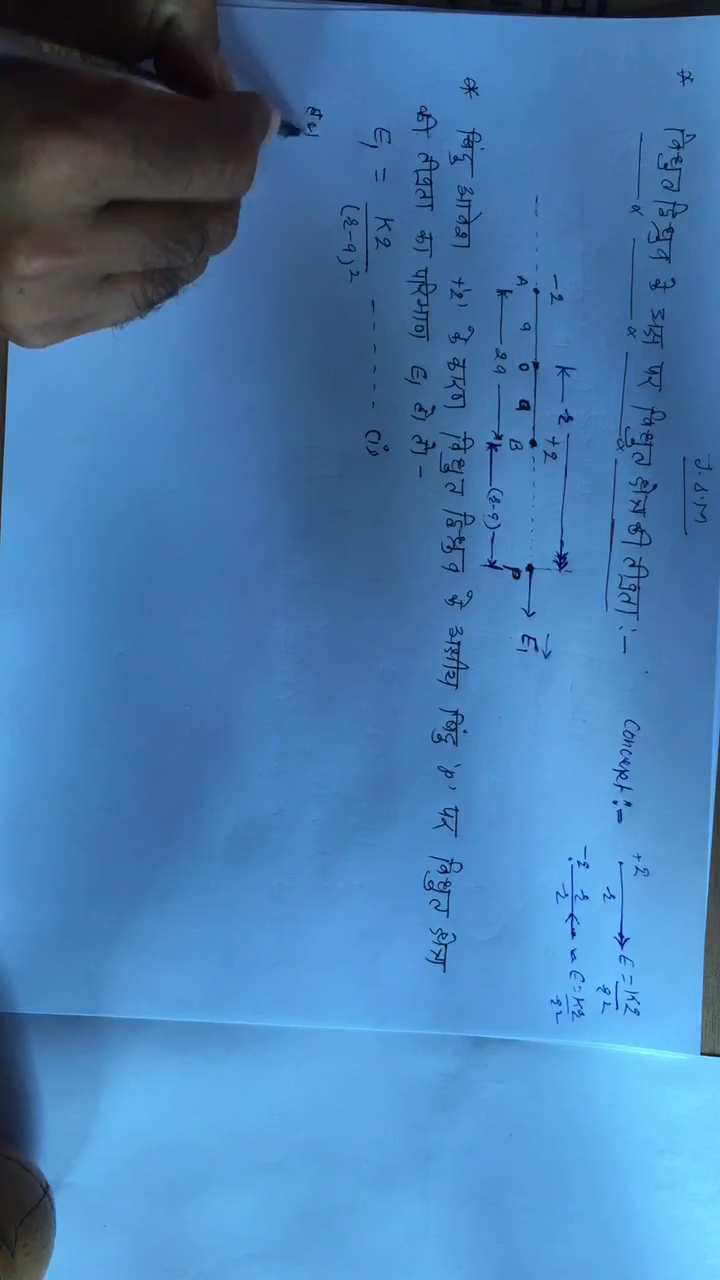 J.S.M
* विधुत द्विधुव के अक्ष पर विधुत क्षेत्र की तीव्रता :-
Concept :- +q r E = Kq/r2
-q r E = Kq/r2
r
-q +q
A a O a B P E1
2a (r-a)
* बिंदु आवेश '+q' के कारण विधुत द्विधुव के अक्षीय बिंदु 'P' पर विधुत क्षेत्र
की तीव्रता का परिमाण E1 हो तो -
E1 = Kq/(r-a)2 - - - - - - - (i)